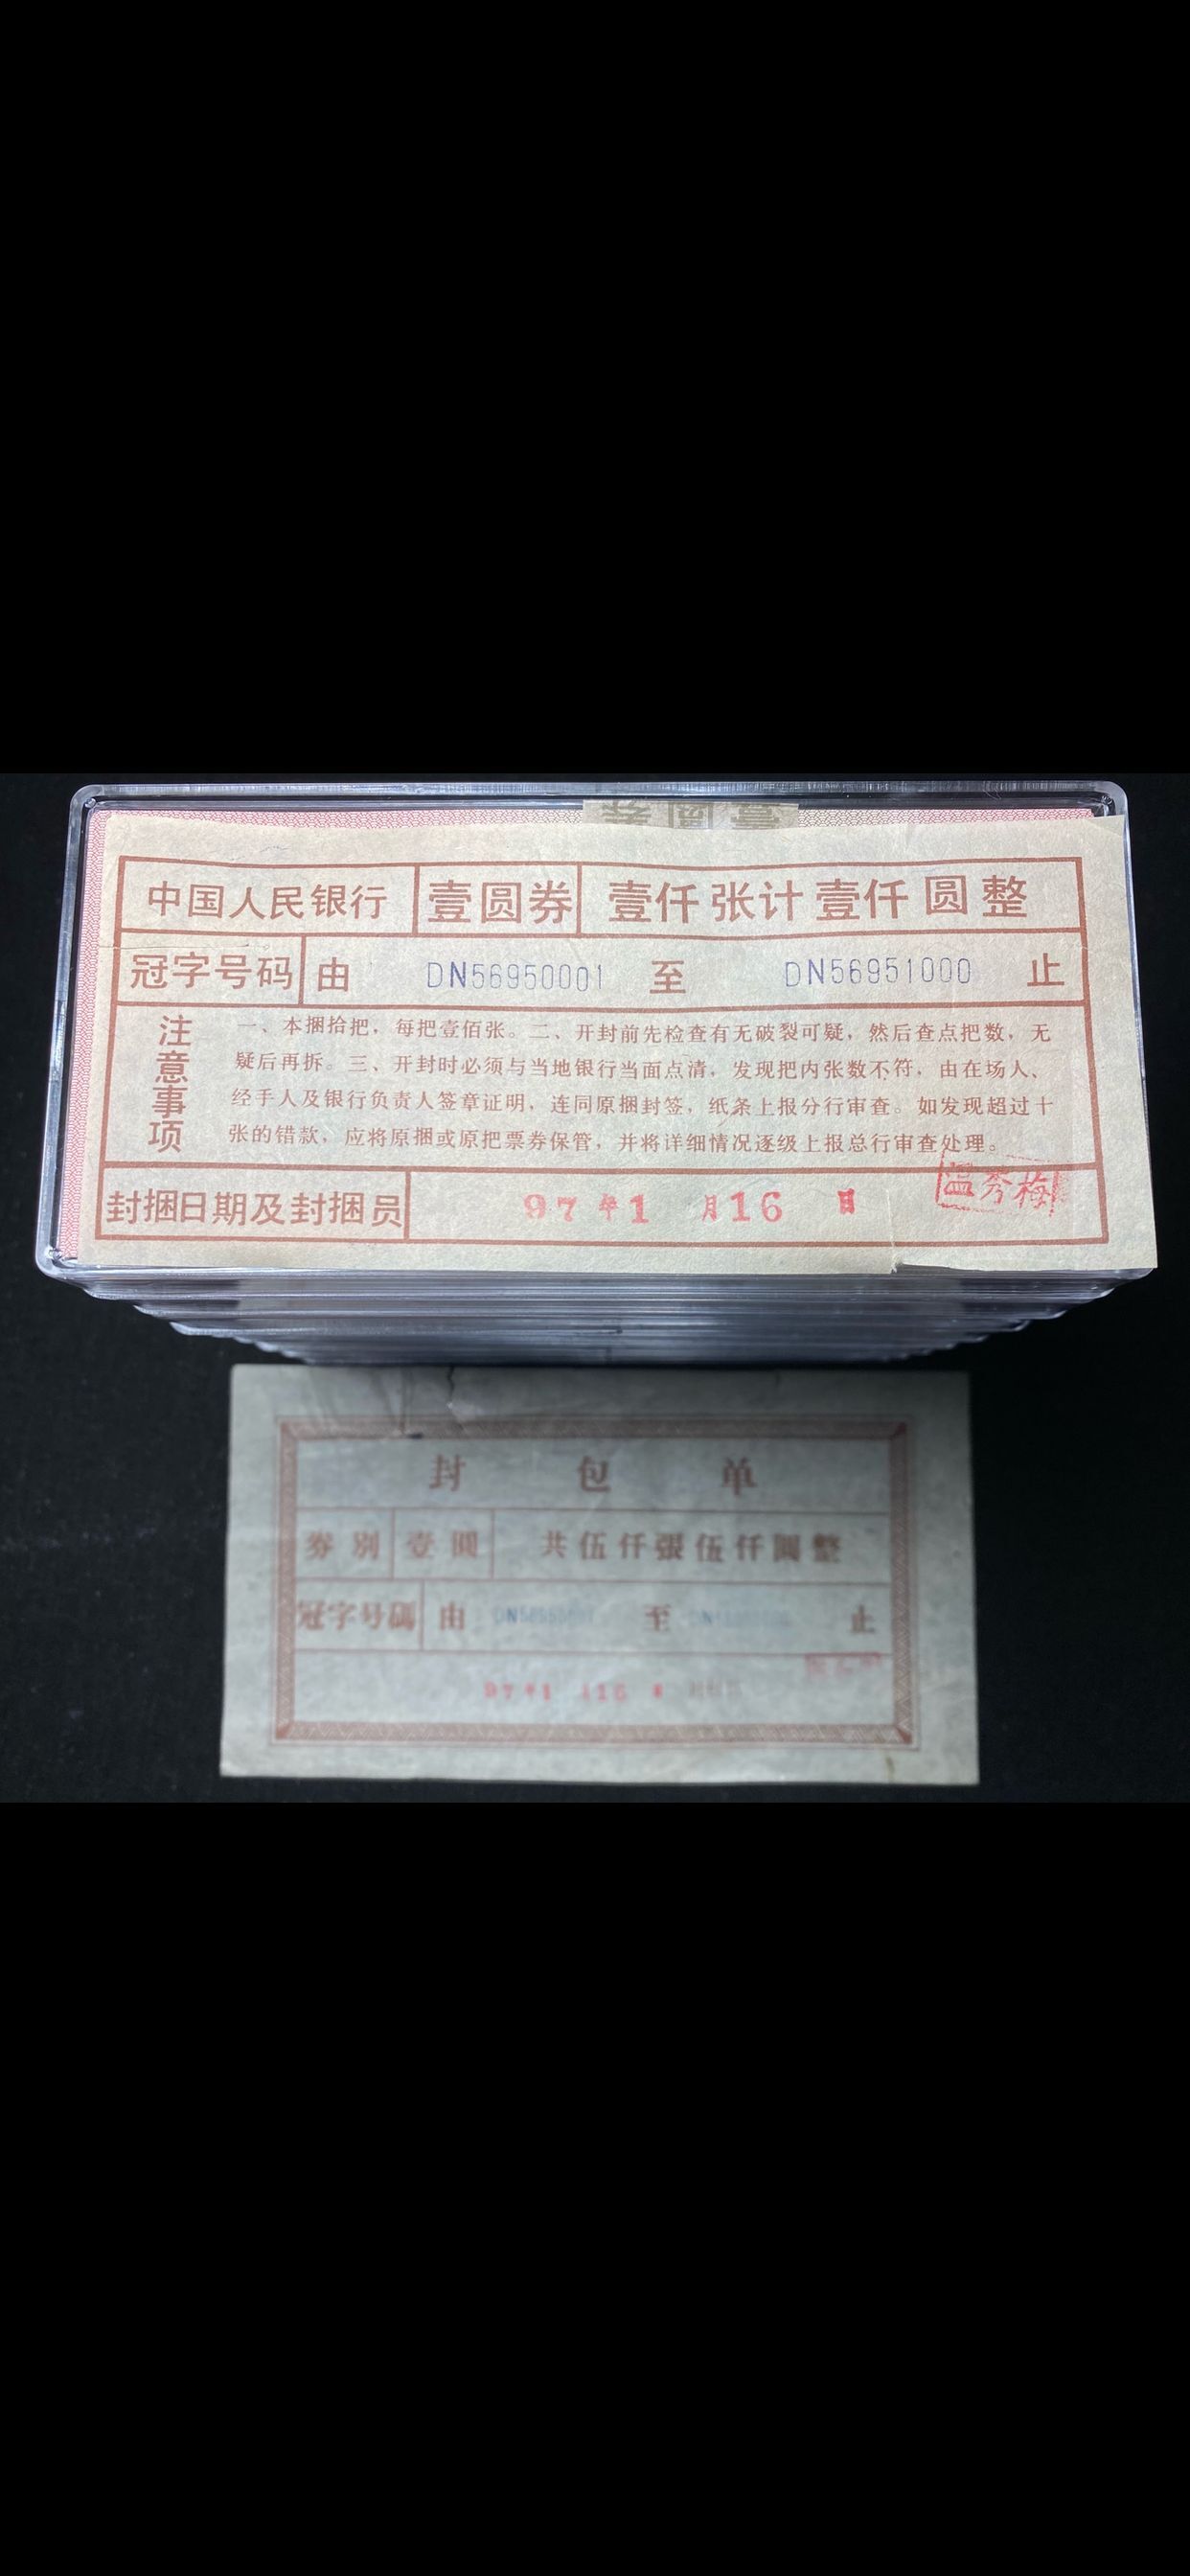 壹圆券
中国人民银行 壹圆券 壹仟张计壹仟圆整
冠字号码 由 DN56950001 至 DN56951000 止
注意事项
一、本捆拾把，每把壹佰张。二、开封前先检查有无破裂可疑，然后查点把数，无
疑后再拆。三、开封时必须与当地银行当面点清，发现把内张数不符，由在场人、
经手人及银行负责人签章证明，连同原捆封签，纸条上报分行审查。如发现超过十
张的错款，应将原捆或原把票券保管，并将详细情况逐级上报总行审查处理。
封捆日期及封捆员 97年1月16日 温秀梅
封包单
券别 壹圆 共伍仟張伍仟圓整
冠字号碼 由 至 止
97年1 16